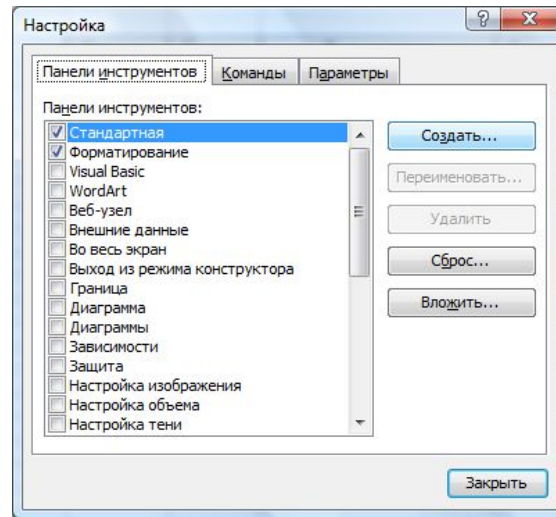 Настройка
Панели инструментов
Команды
Параметры
Панели инструментов:
Стандартная
Форматирование
Visual Basic
WordArt
Веб-узел
Внешние данные
Во весь экран
Выход из режима конструктора
Граница
Диаграмма
Диаграммы
Зависимости
Защита
Настройка изображения
Настройка объема
Настройка тени
Создать...
Переименовать...
Удалить
Сброс...
Вложить...
Закрыть